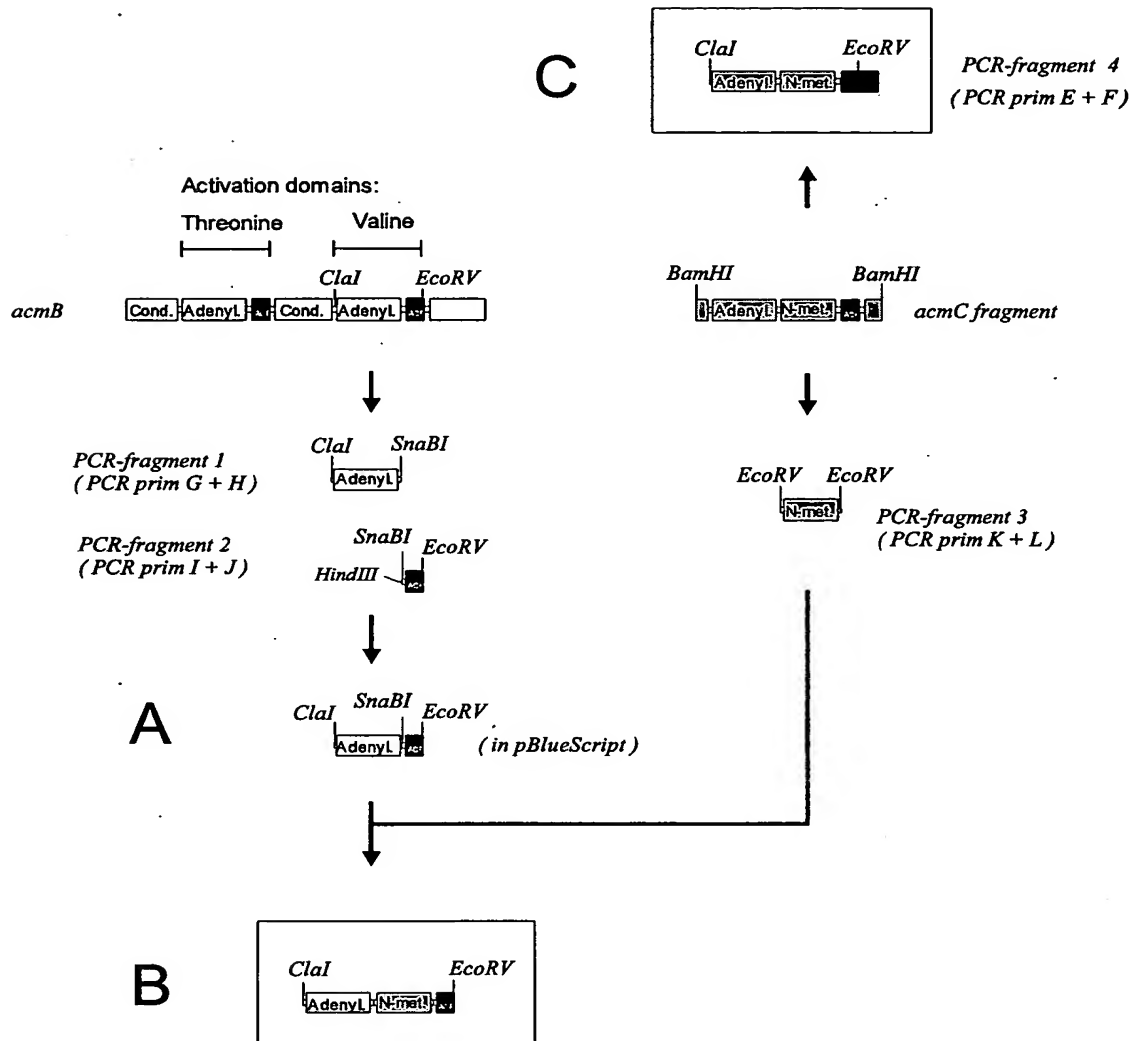 C
ClaI
EcoRV
Adenyl.
N-met.
PCR-fragment 4
( PCR prim E + F )
Activation domains:
Threonine
Valine
ClaI
EcoRV
acmB
Cond.
Adenyl.
Cond.
Adenyl.
BamHI
BamHI
Adenyl.
N-met.
acmC fragment
PCR-fragment 1
( PCR prim G + H )
ClaI
SnaBI
Adenyl.
PCR-fragment 2
( PCR prim I + J )
SnaBI
EcoRV
HindIII
EcoRV
EcoRV
N-met.
PCR-fragment 3
( PCR prim K + L )
A
SnaBI
ClaI
EcoRV
Adenyl.
( in pBlueScript )
B
ClaI
EcoRV
Adenyl.
N-met.